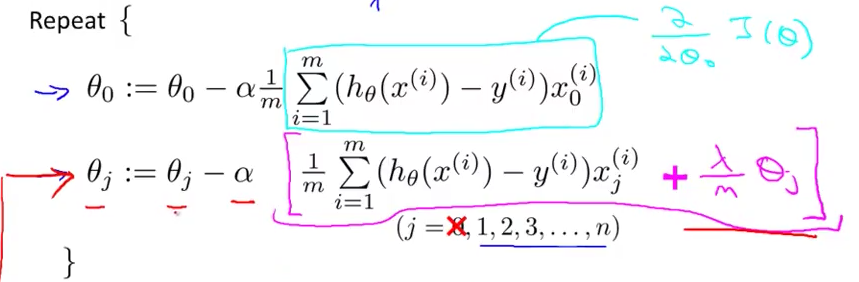 Repeat {
∂/∂θ₀ J(θ)
θ₀ := θ₀ − α 1/m ∑_{i=1}^{m} (h_θ(x^{(i)}) − y^{(i)}) x₀^{(i)}
θ_j := θ_j − α [ 1/m ∑_{i=1}^{m} (h_θ(x^{(i)}) − y^{(i)}) x_j^{(i)} + λ/m θ_j ]
(j = 0, 1, 2, 3, . . . , n)
}